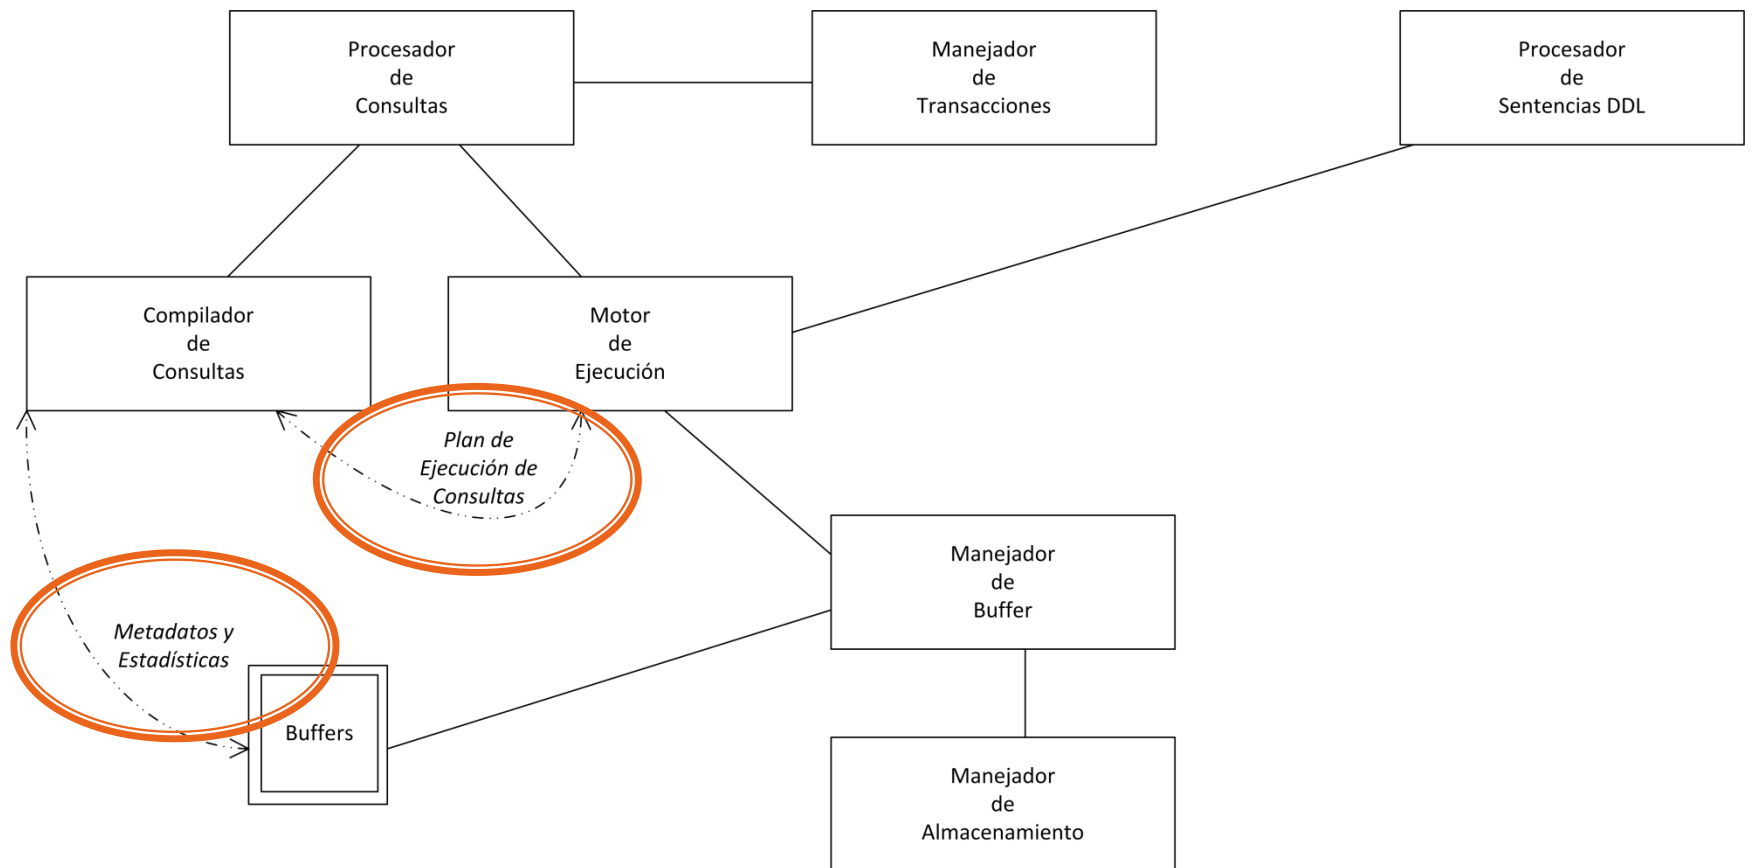 Procesador
de
Consultas
Manejador
de
Transacciones
Procesador
de
Sentencias DDL
Compilador
de
Consultas
Motor
de
Ejecución
Plan de
Ejecución de
Consultas
Manejador
de
Buffer
Metadatos y
Estadísticas
Buffers
Manejador
de
Almacenamiento